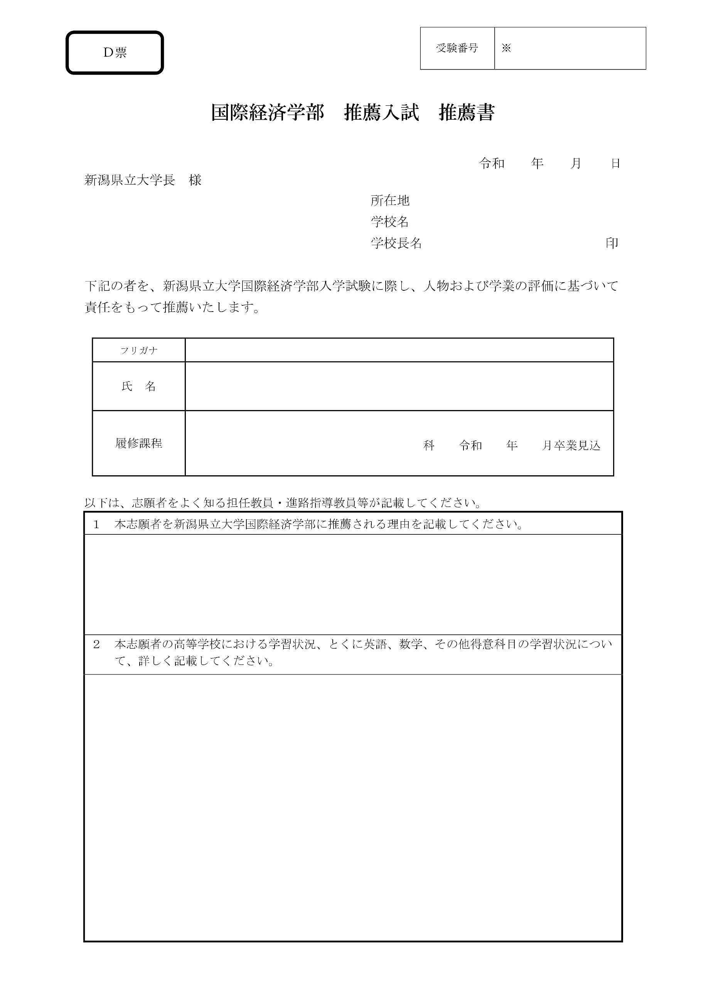 D票
受験番号 ※
国際経済学部　推薦入試　推薦書
令和　　年　　月　　日
新潟県立大学長　様
所在地
学校名
学校長名　　印
下記の者を、新潟県立大学国際経済学部入学試験に際し、人物および学業の評価に基づいて
責任をもって推薦いたします。
フリガナ
氏　名
履修課程　　科　　令和　　年　　月卒業見込
以下は、志願者をよく知る担任教員・進路指導教員等が記載してください。
１　本志願者を新潟県立大学国際経済学部に推薦される理由を記載してください。
２　本志願者の高等学校における学習状況、とくに英語、数学、その他得意科目の学習状況につい
て、詳しく記載してください。